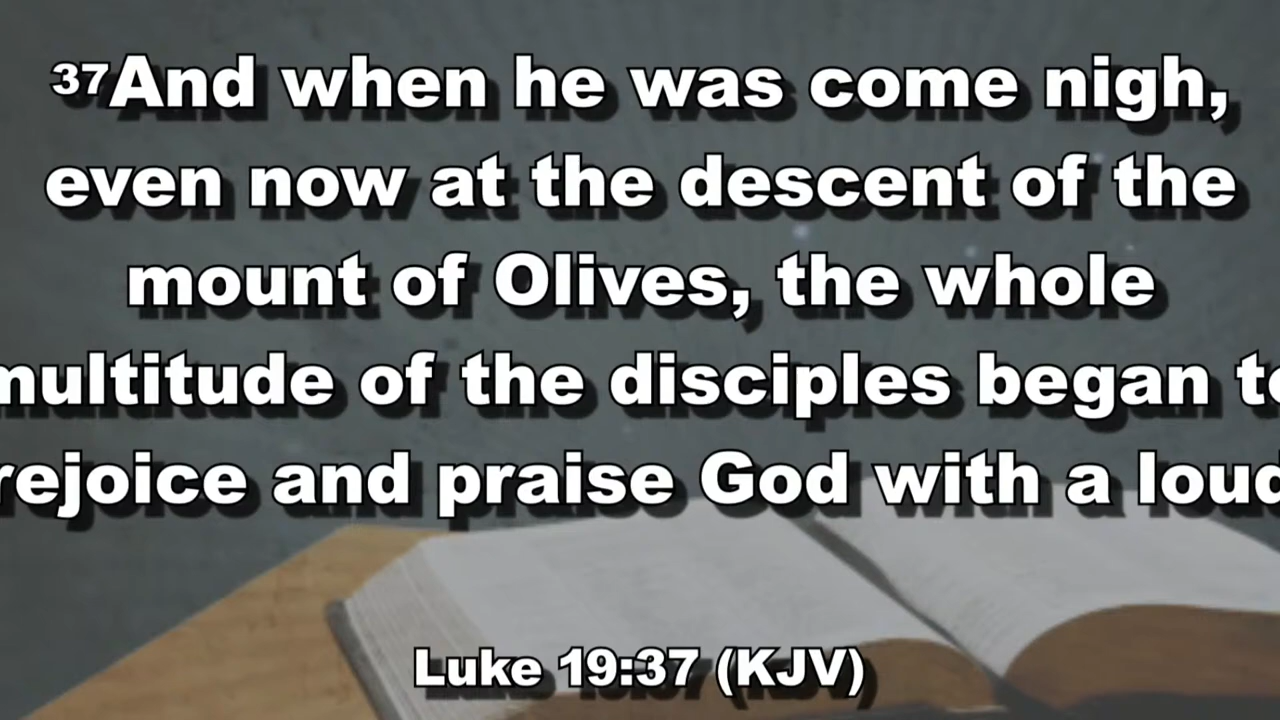 37And when he was come nigh,
even now at the descent of the
mount of Olives, the whole
multitude of the disciples began to
rejoice and praise God with a loud
Luke 19:37 (KJV)